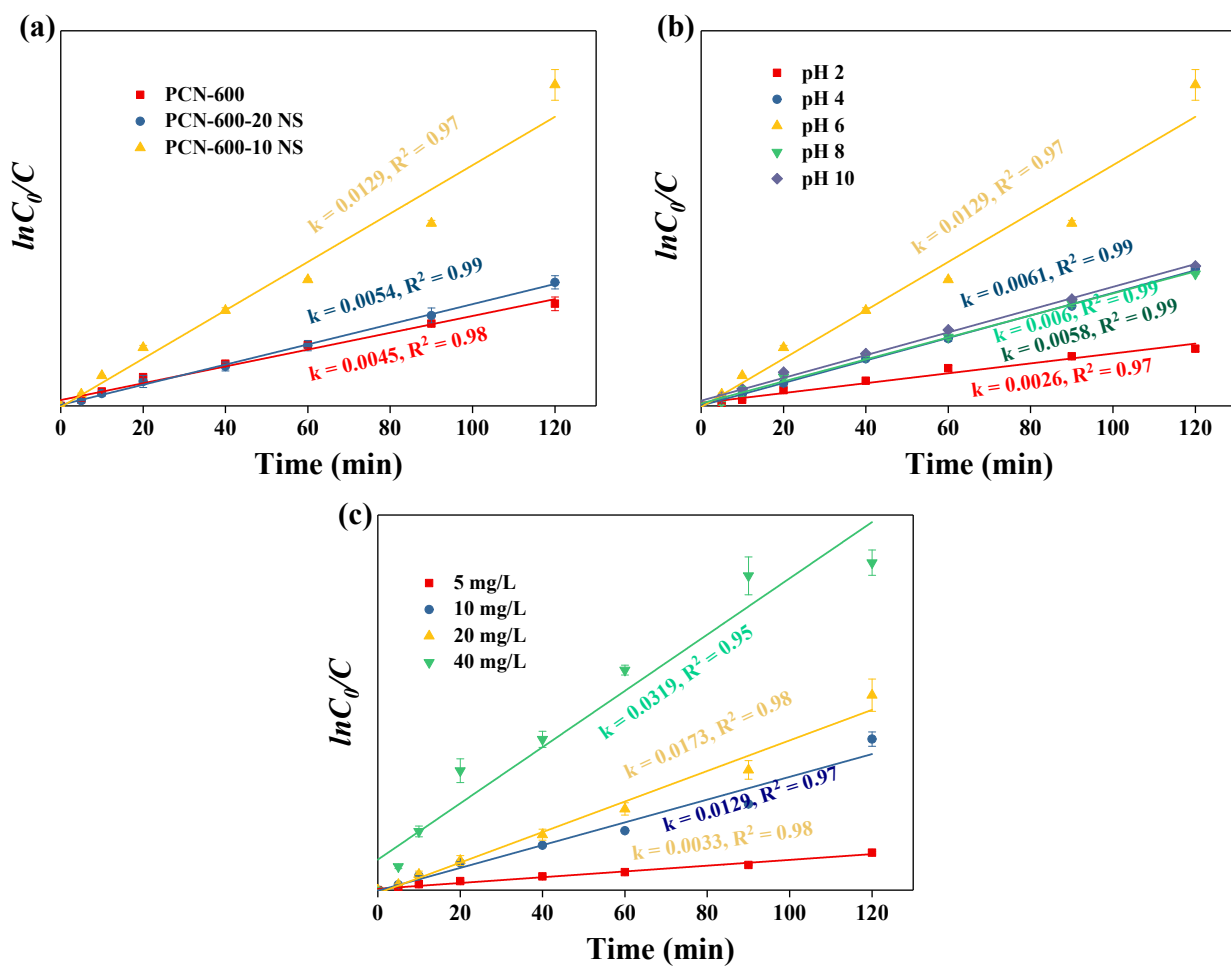 (a)
PCN-600
PCN-600-20 NS
PCN-600-10 NS
k = 0.0129, R² = 0.97
k = 0.0054, R² = 0.99
k = 0.0045, R² = 0.98
lnC₀/C
0 20 40 60 80 100 120
Time (min)
(b)
pH 2
pH 4
pH 6
pH 8
pH 10
k = 0.0129, R² = 0.97
k = 0.0061, R² = 0.99
k = 0.006, R² = 0.99
k = 0.0058, R² = 0.99
k = 0.0026, R² = 0.97
lnC₀/C
0 20 40 60 80 100 120
Time (min)
(c)
5 mg/L
10 mg/L
20 mg/L
40 mg/L
k = 0.0319, R² = 0.95
k = 0.0173, R² = 0.98
k = 0.0129, R² = 0.97
k = 0.0033, R² = 0.98
lnC₀/C
0 20 40 60 80 100 120
Time (min)